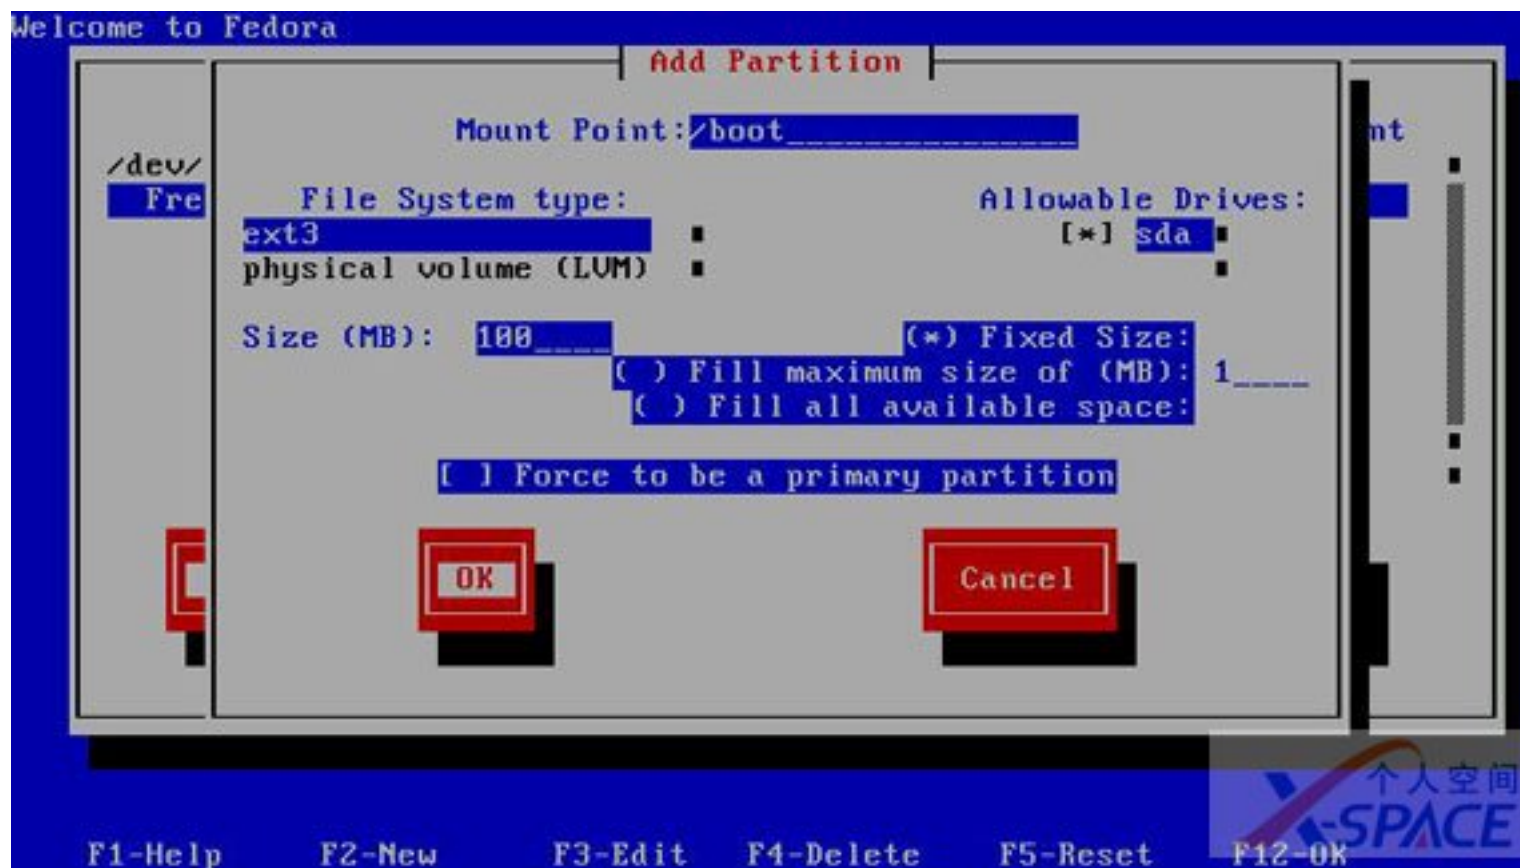 Welcome to Fedora
Add Partition
Mount Point:/boot_______________
nt
/dev/
Fre
File System type:
Allowable Drives:
ext3
[*] sda
physical volume (LVM)
Size (MB): 100____
(*) Fixed Size:
( ) Fill maximum size of (MB): 1____
( ) Fill all available space:
[ ] Force to be a primary partition
OK
Cancel
个人空间
X-SPACE
F1-Help F2-New F3-Edit F4-Delete F5-Reset F12-OK